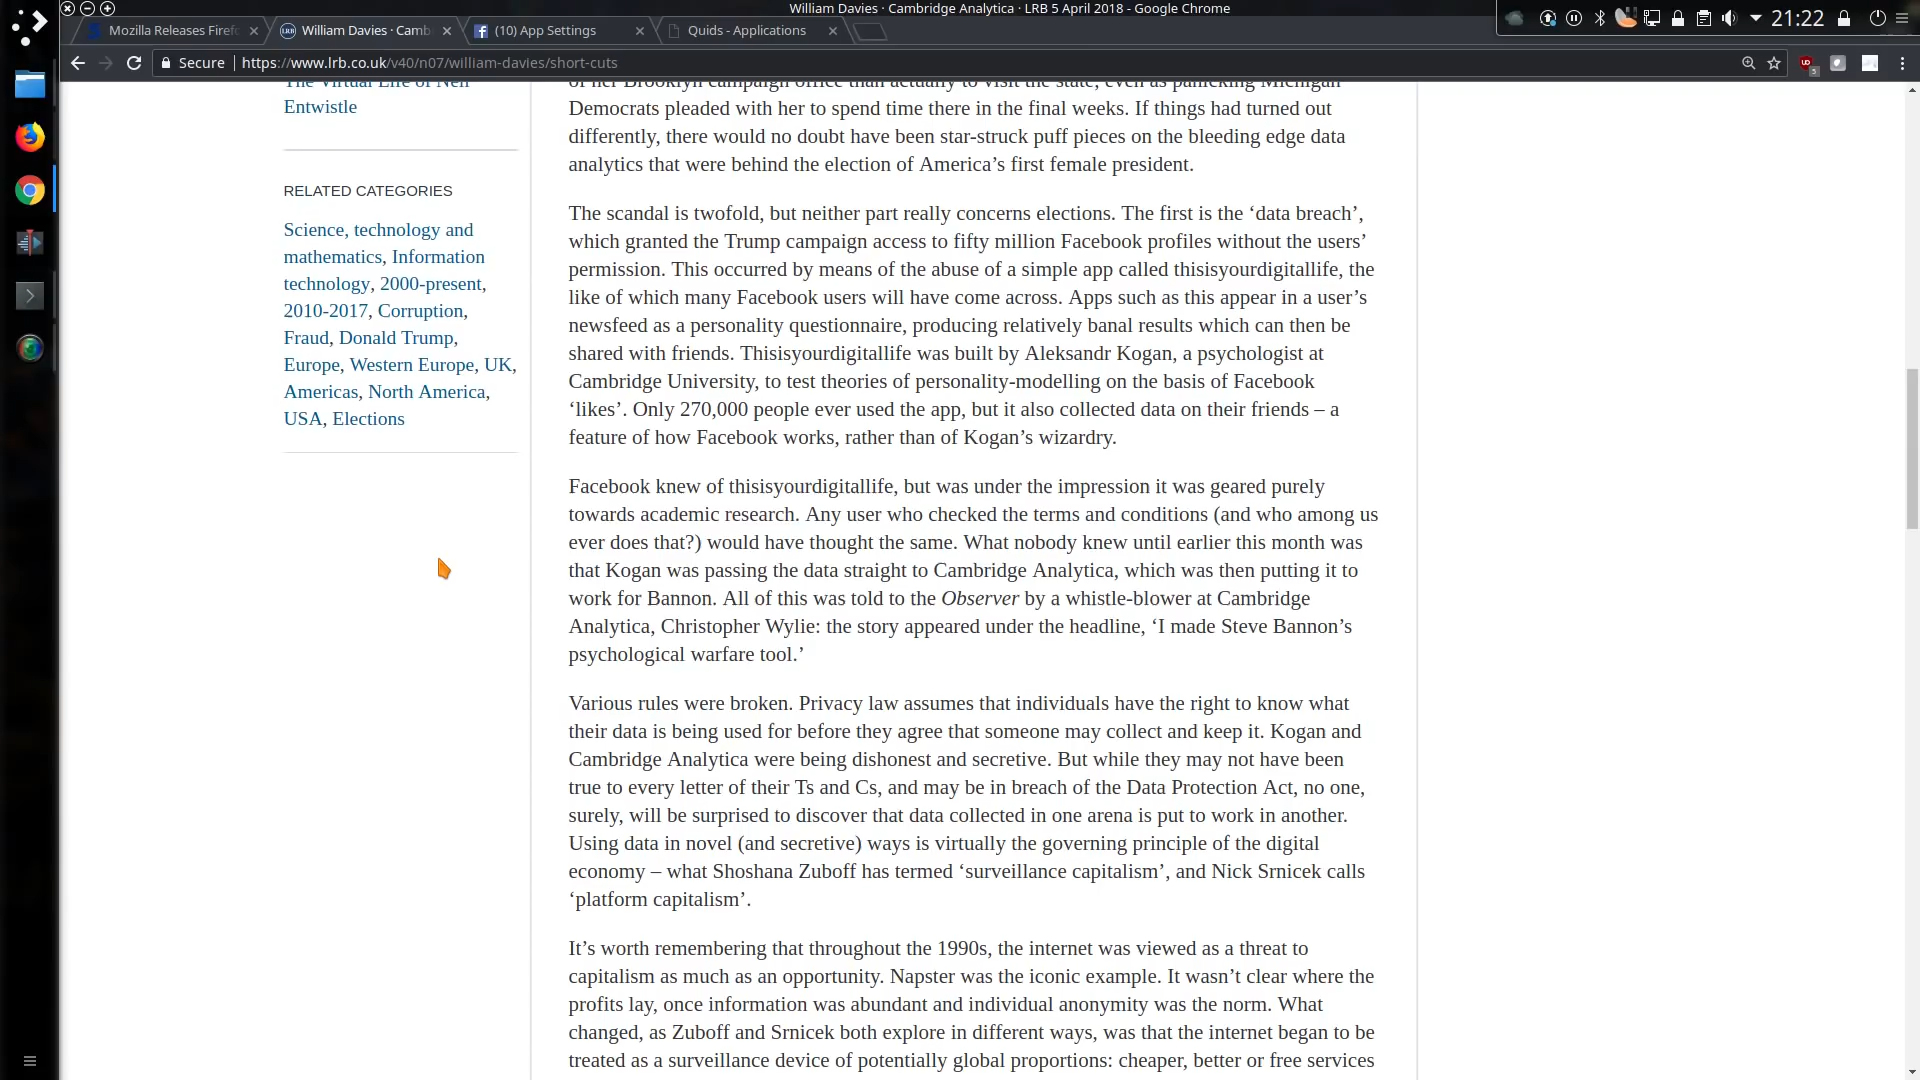 William Davies · Cambridge Analytica · LRB 5 April 2018 - Google Chrome
21:22
Mozilla Releases Firef
William Davies · Camb
(10) App Settings
Quids - Applications
Secure
https://www.lrb.co.uk/v40/n07/william-davies/short-cuts
5
The Virtual Life of Neil
Entwistle
RELATED CATEGORIES
Science, technology and
mathematics, Information
technology, 2000-present,
2010-2017, Corruption,
Fraud, Donald Trump,
Europe, Western Europe, UK,
Americas, North America,
USA, Elections
of her Brooklyn campaign office than actually to visit the state, even as panicking Michigan
Democrats pleaded with her to spend time there in the final weeks. If things had turned out
differently, there would no doubt have been star-struck puff pieces on the bleeding edge data
analytics that were behind the election of America’s first female president.
The scandal is twofold, but neither part really concerns elections. The first is the ‘data breach’,
which granted the Trump campaign access to fifty million Facebook profiles without the users’
permission. This occurred by means of the abuse of a simple app called thisisyourdigitallife, the
like of which many Facebook users will have come across. Apps such as this appear in a user’s
newsfeed as a personality questionnaire, producing relatively banal results which can then be
shared with friends. Thisisyourdigitallife was built by Aleksandr Kogan, a psychologist at
Cambridge University, to test theories of personality-modelling on the basis of Facebook
‘likes’. Only 270,000 people ever used the app, but it also collected data on their friends – a
feature of how Facebook works, rather than of Kogan’s wizardry.
Facebook knew of thisisyourdigitallife, but was under the impression it was geared purely
towards academic research. Any user who checked the terms and conditions (and who among us
ever does that?) would have thought the same. What nobody knew until earlier this month was
that Kogan was passing the data straight to Cambridge Analytica, which was then putting it to
work for Bannon. All of this was told to the Observer by a whistle-blower at Cambridge
Analytica, Christopher Wylie: the story appeared under the headline, ‘I made Steve Bannon’s
psychological warfare tool.’
Various rules were broken. Privacy law assumes that individuals have the right to know what
their data is being used for before they agree that someone may collect and keep it. Kogan and
Cambridge Analytica were being dishonest and secretive. But while they may not have been
true to every letter of their Ts and Cs, and may be in breach of the Data Protection Act, no one,
surely, will be surprised to discover that data collected in one arena is put to work in another.
Using data in novel (and secretive) ways is virtually the governing principle of the digital
economy – what Shoshana Zuboff has termed ‘surveillance capitalism’, and Nick Srnicek calls
‘platform capitalism’.
It’s worth remembering that throughout the 1990s, the internet was viewed as a threat to
capitalism as much as an opportunity. Napster was the iconic example. It wasn’t clear where the
profits lay, once information was abundant and individual anonymity was the norm. What
changed, as Zuboff and Srnicek both explore in different ways, was that the internet began to be
treated as a surveillance device of potentially global proportions: cheaper, better or free services